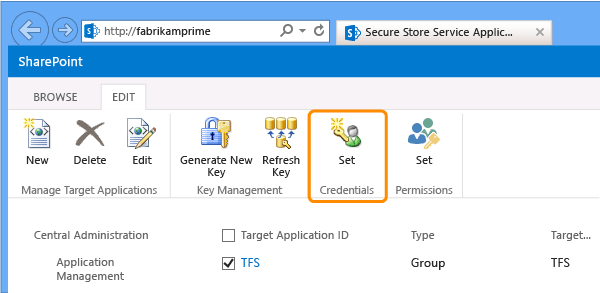 http://fabrikamprime
Secure Store Service Applic...
SharePoint
BROWSE EDIT
New Delete Edit Generate New Key Refresh Key Set Set
Manage Target Applications Key Management Credentials Permissions
Central Administration Target Application ID Type Target...
Application Management TFS Group TFS